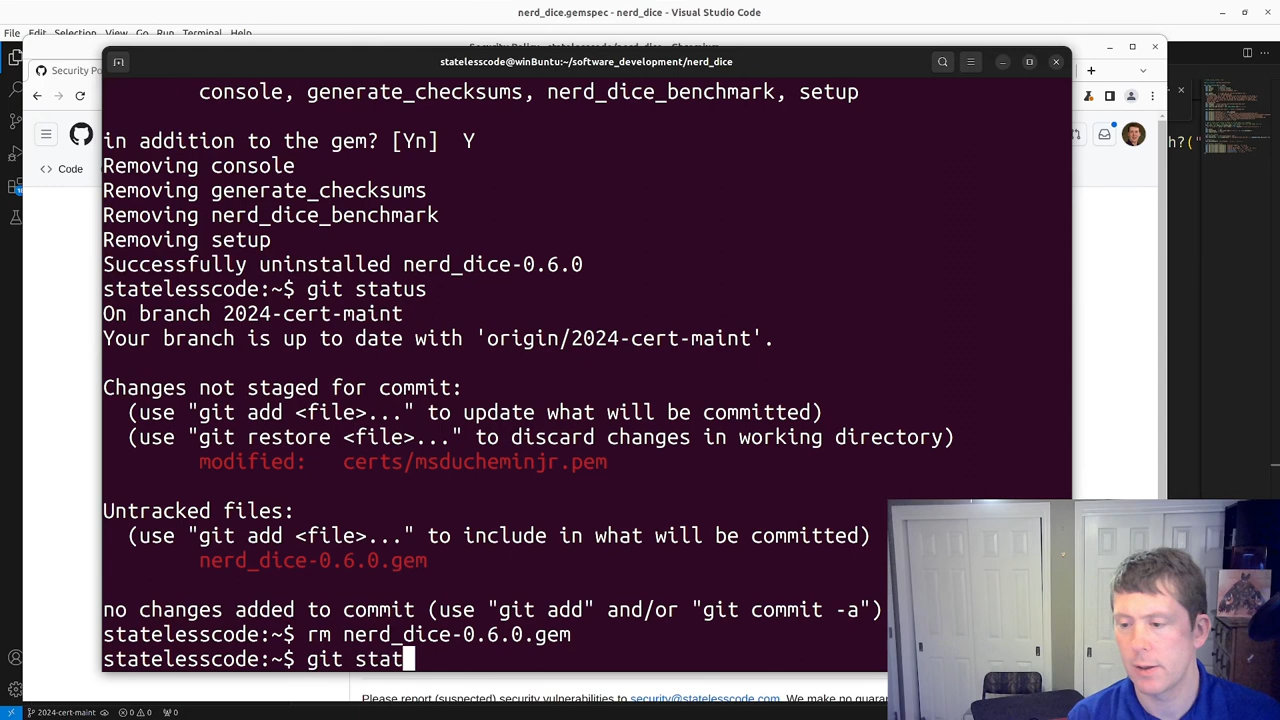 nerd_dice.gemspec - nerd_dice - Visual Studio Code
File Edit Selection View Go Run Terminal Help
statelesscode@winBuntu:~/software_development/nerd_dice
Security Po
Code
console, generate_checksums, nerd_dice_benchmark, setup
in addition to the gem? [Yn]  Y
Removing console
Removing generate_checksums
Removing nerd_dice_benchmark
Removing setup
Successfully uninstalled nerd_dice-0.6.0
statelesscode:~$ git status
On branch 2024-cert-maint
Your branch is up to date with 'origin/2024-cert-maint'.
Changes not staged for commit:
(use "git add <file>..." to update what will be committed)
(use "git restore <file>..." to discard changes in working directory)
modified:   certs/msducheminjr.pem
Untracked files:
(use "git add <file>..." to include in what will be committed)
nerd_dice-0.6.0.gem
no changes added to commit (use "git add" and/or "git commit -a")
statelesscode:~$ rm nerd_dice-0.6.0.gem
statelesscode:~$ git stat
Please report (suspected) security vulnerabilities to security@statelesscode.com. We make no guara
2024-cert-maint 0 0 0